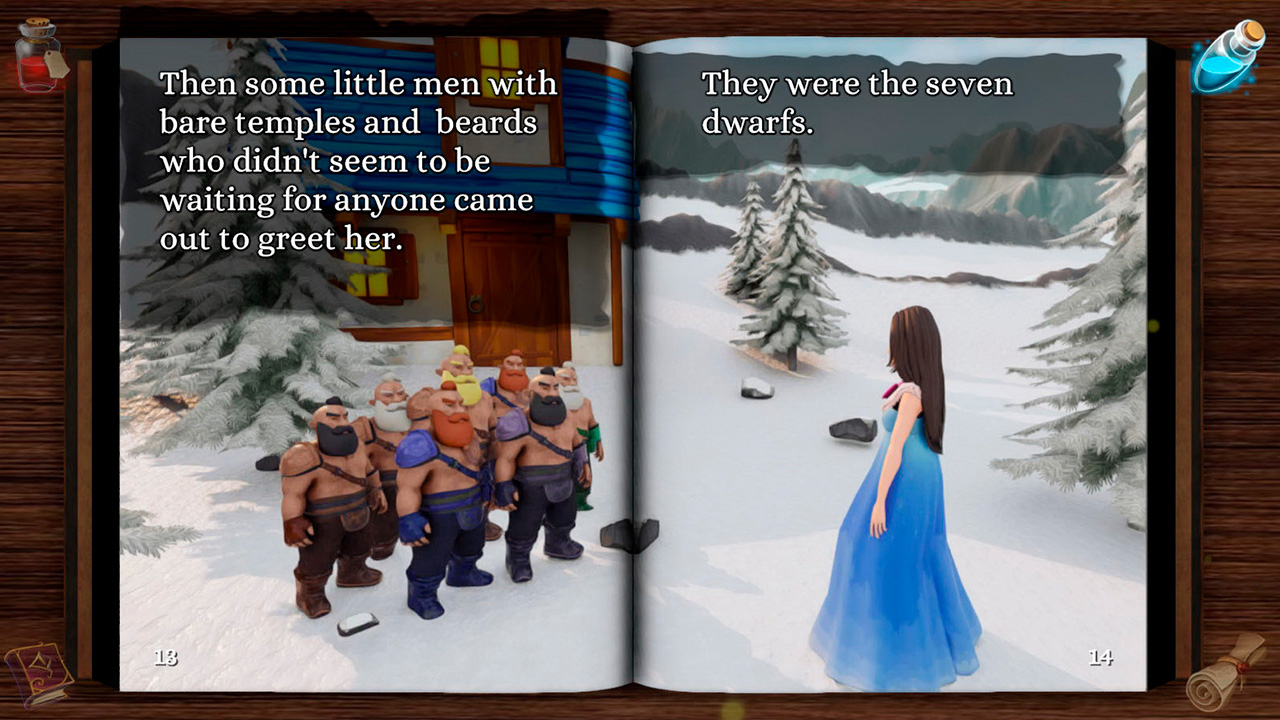 Then some little men with
bare temples and  beards
who didn't seem to be
waiting for anyone came
out to greet her.
13
They were the seven
dwarfs.
14